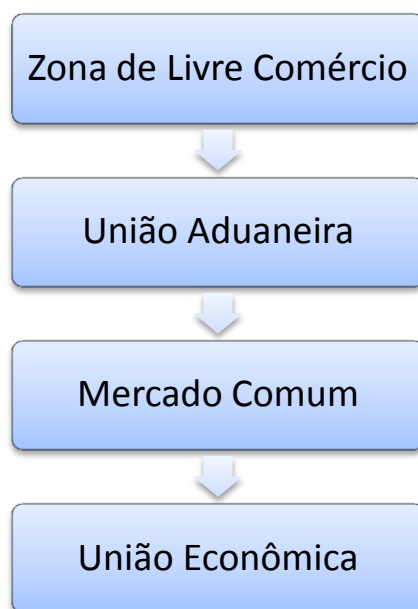 Zona de Livre Comércio
União Aduaneira
Mercado Comum
União Econômica